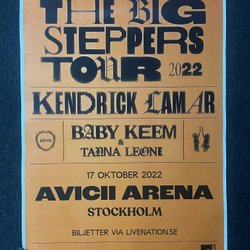 THE BIG
STEPPERS
TOUR 2022
KENDRICK LAMAR
BABY KEEM
&
TANNA LEONE
17 OKTOBER 2022
AVICII ARENA
STOCKHOLM
BILJETTER VIA LIVENATION.SE